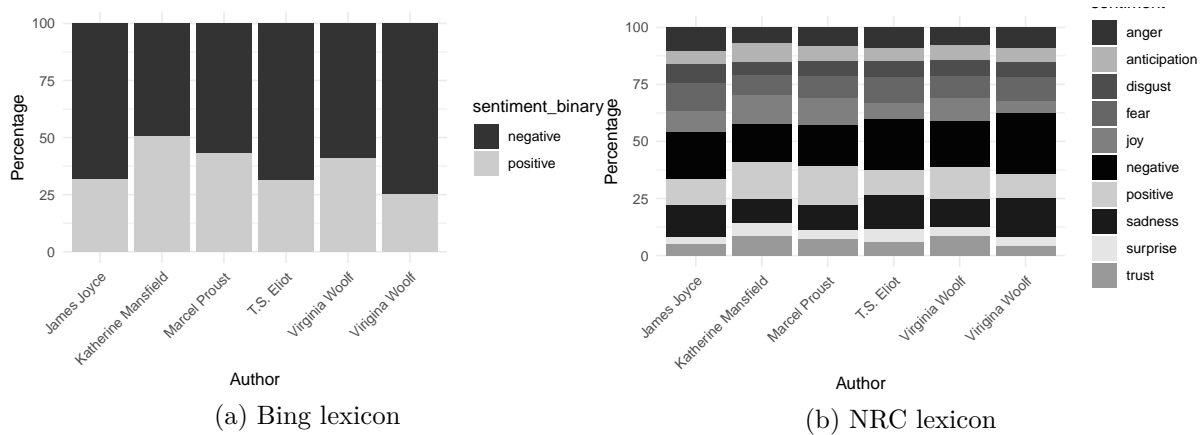 100
75
50
25
0
Percentage
James Joyce
Katherine Mansfield
Marcel Proust
T.S. Eliot
Virginia Woolf
Virigina Woolf
Author
sentiment_binary
negative
positive
(a) Bing lexicon
100
75
50
25
0
Percentage
James Joyce
Katherine Mansfield
Marcel Proust
T.S. Eliot
Virginia Woolf
Virigina Woolf
Author
anger
anticipation
disgust
fear
joy
negative
positive
sadness
surprise
trust
(b) NRC lexicon